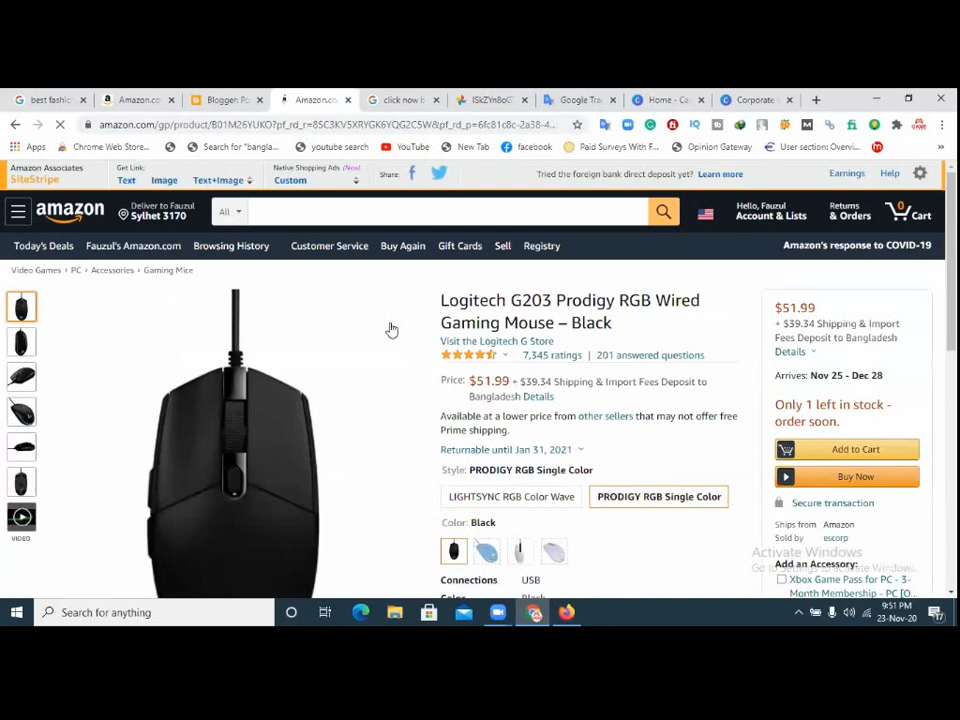 best fashio
Amazon.co
Blogger: Po
Amazon.co
click now b
ISkZYn8oG
Google Tra
Home - Ca
Corporate
amazon.com/gp/product/B01M26YUKO?pf_rd_r=85C3KV5XRYGK6YQG2C5W&pf_rd_p=6fc81c8c-2a38-4...
Apps
Chrome Web Store...
Search for "bangla...
youtube search
YouTube
New Tab
facebook
Paid Surveys With F...
Opinion Gateway
User section: Overvi...
Amazon Associates
SiteStripe
Get Link:
Text
Image
Text+Image
Native Shopping Ads (New)
Custom
Share:
Tried the foreign bank direct deposit yet? Learn more
Earnings
Help
amazon
Deliver to Fauzul
Sylhet 3170
All
Hello, Fauzul
Account & Lists
Returns
& Orders
0
Cart
Today's Deals
Fauzul's Amazon.com
Browsing History
Customer Service
Buy Again
Gift Cards
Sell
Registry
Amazon's response to COVID-19
Video Games › PC › Accessories › Gaming Mice
VIDEO
Logitech G203 Prodigy RGB Wired
Gaming Mouse – Black
Visit the Logitech G Store
7,345 ratings | 201 answered questions
Price: $51.99 + $39.34 Shipping & Import Fees Deposit to
Bangladesh Details
Available at a lower price from other sellers that may not offer free
Prime shipping.
Returnable until Jan 31, 2021
Style: PRODIGY RGB Single Color
LIGHTSYNC RGB Color Wave
PRODIGY RGB Single Color
Color: Black
Connections USB
$51.99
+ $39.34 Shipping & Import
Fees Deposit to Bangladesh
Details
Arrives: Nov 25 - Dec 28
Only 1 left in stock -
order soon.
Add to Cart
Buy Now
Secure transaction
Ships from Amazon
Sold by escorp
Activate Windows
Go to Settings to activate Windows.
Add an Accessory:
Xbox Game Pass for PC - 3-
Month Membership - PC [O...
Search for anything
9:51 PM
23-Nov-20
17